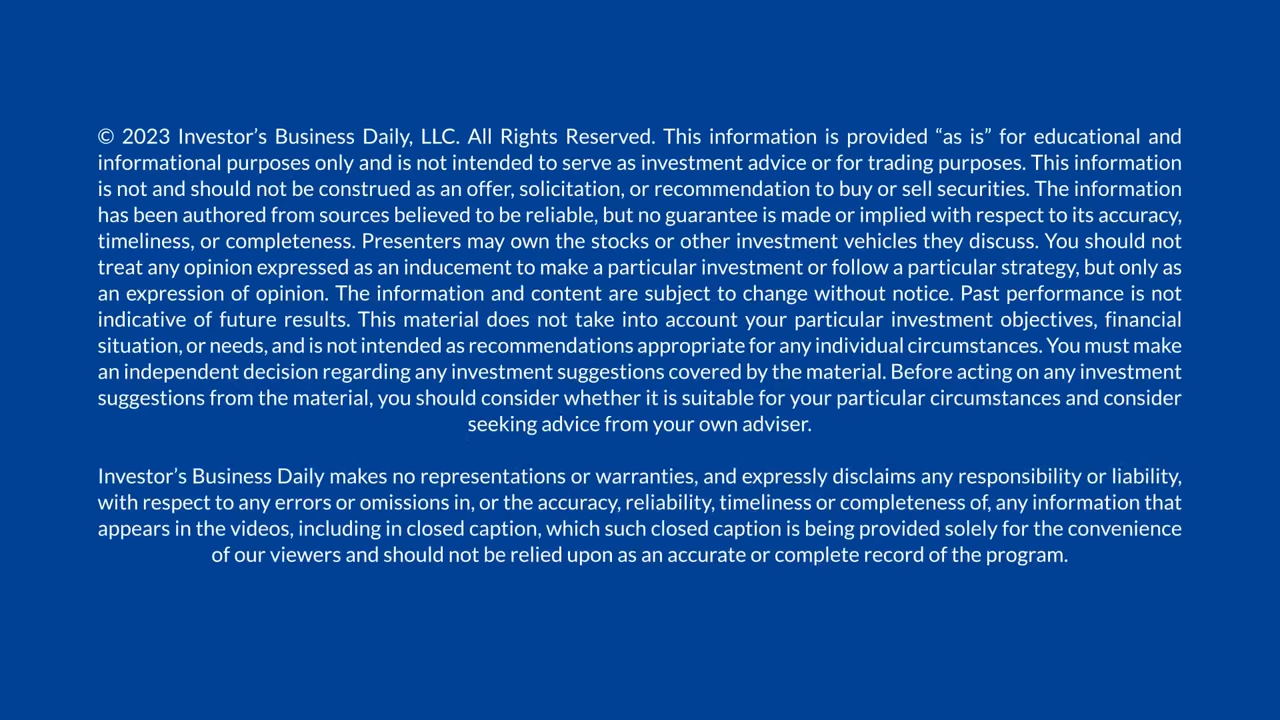 © 2023 Investor’s Business Daily, LLC. All Rights Reserved. This information is provided “as is” for educational and
informational purposes only and is not intended to serve as investment advice or for trading purposes. This information
is not and should not be construed as an offer, solicitation, or recommendation to buy or sell securities. The information
has been authored from sources believed to be reliable, but no guarantee is made or implied with respect to its accuracy,
timeliness, or completeness. Presenters may own the stocks or other investment vehicles they discuss. You should not
treat any opinion expressed as an inducement to make a particular investment or follow a particular strategy, but only as
an expression of opinion. The information and content are subject to change without notice. Past performance is not
indicative of future results. This material does not take into account your particular investment objectives, financial
situation, or needs, and is not intended as recommendations appropriate for any individual circumstances. You must make
an independent decision regarding any investment suggestions covered by the material. Before acting on any investment
suggestions from the material, you should consider whether it is suitable for your particular circumstances and consider
seeking advice from your own adviser.
Investor’s Business Daily makes no representations or warranties, and expressly disclaims any responsibility or liability,
with respect to any errors or omissions in, or the accuracy, reliability, timeliness or completeness of, any information that
appears in the videos, including in closed caption, which such closed caption is being provided solely for the convenience
of our viewers and should not be relied upon as an accurate or complete record of the program.